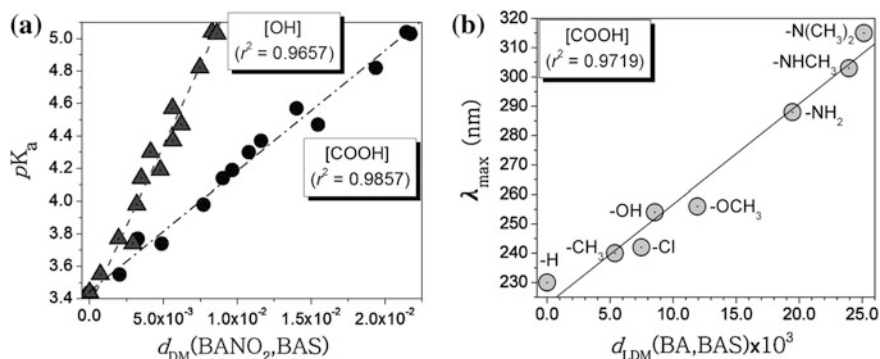 (a)
[OH]
(r² = 0.9657)
[COOH]
(r² = 0.9857)
pKₐ
5.0
4.8
4.6
4.4
4.2
4.0
3.8
3.6
3.4
0.0
5.0x10⁻³
1.0x10⁻²
1.5x10⁻²
2.0x10⁻²
d_DM(BANO₂,BAS)
(b)
[COOH]
(r² = 0.9719)
λ_max (nm)
320
310
300
290
280
270
260
250
240
230
-N(CH₃)₂
-NHCH₃
-NH₂
-OH
-OCH₃
-CH₃
-Cl
-H
0.0
5.0
10.0
15.0
20.0
25.0
d_LDM(BA,BAS)x10³